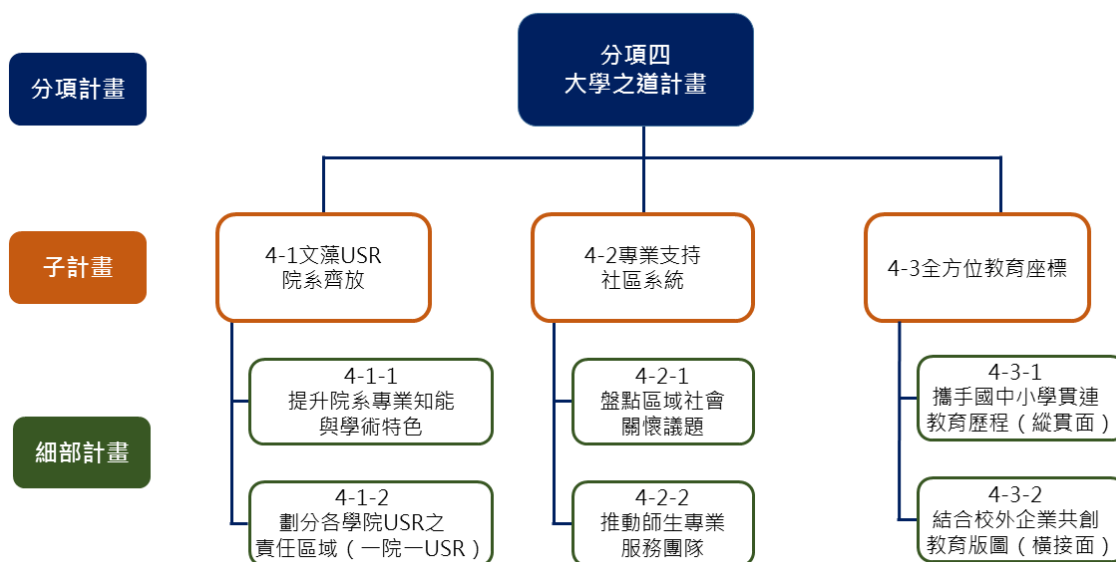 分項計畫
分項四
大學之道計畫
子計畫
4-1文藻USR
院系齊放
4-2專業支持
社區系統
4-3全方位教育座標
細部計畫
4-1-1
提升院系專業知能
與學術特色
4-2-1
盤點區域社會
關懷議題
4-3-1
攜手國中小學貫連
教育歷程（縱貫面）
4-1-2
劃分各學院USR之
責任區域（一院一USR）
4-2-2
推動師生專業
服務團隊
4-3-2
結合校外企業共創
教育版圖（橫接面）